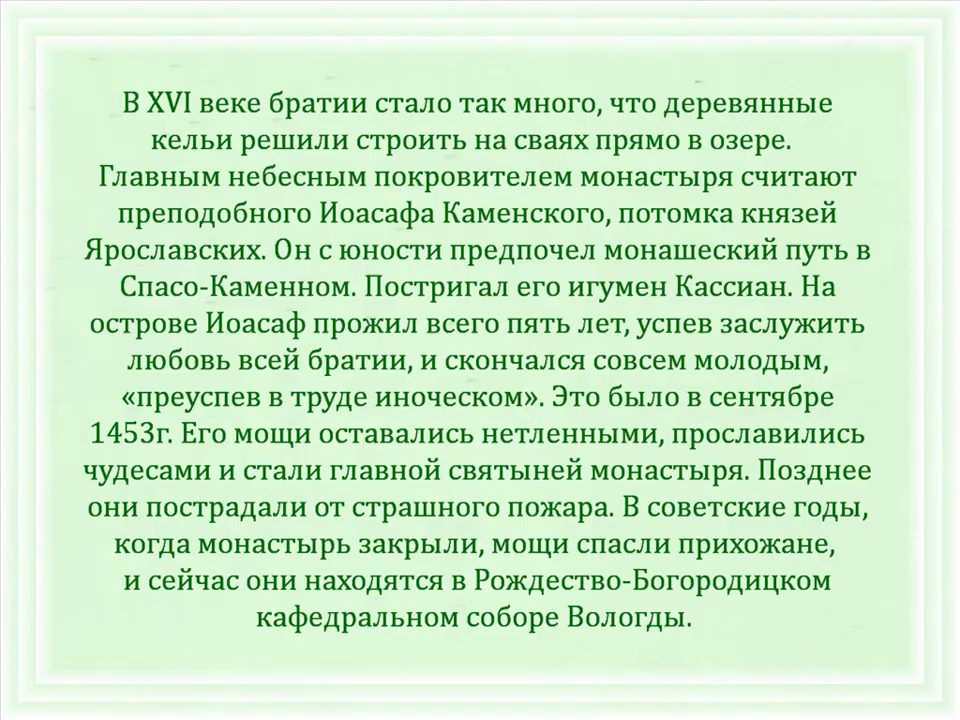 В XVI веке братии стало так много, что деревянные
кельи решили строить на сваях прямо в озере.
Главным небесным покровителем монастыря считают
преподобного Иоасафа Каменского, потомка князей
Ярославских. Он с юности предпочел монашеский путь в
Спасо-Каменном. Постригал его игумен Кассиан. На
острове Иоасаф прожил всего пять лет, успев заслужить
любовь всей братии, и скончался совсем молодым,
«преуспев в труде иноческом». Это было в сентябре
1453г. Его мощи оставались нетленными, прославились
чудесами и стали главной святыней монастыря. Позднее
они пострадали от страшного пожара. В советские годы,
когда монастырь закрыли, мощи спасли прихожане,
и сейчас они находятся в Рождество-Богородицком
кафедральном соборе Вологды.